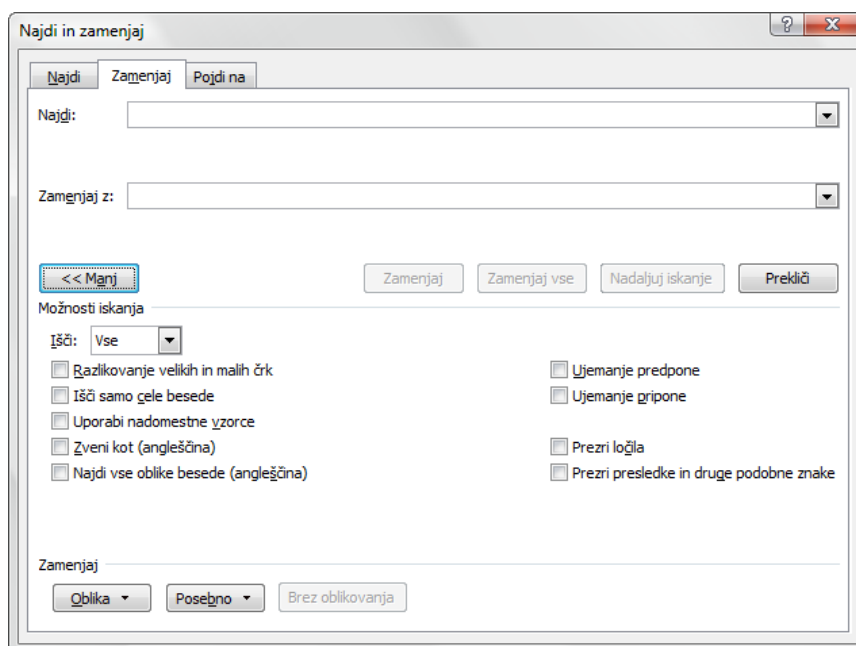 Najdi in zamenjaj
Najdi Zamenjaj Pojdi na
Najdi:
Zamenjaj z:
<< Manj Zamenjaj Zamenjaj vse Nadaljuj iskanje Prekliči
Možnosti iskanja
Išči: Vse
Razlikovanje velikih in malih črk Ujemanje predpone
Išči samo cele besede Ujemanje pripone
Uporabi nadomestne vzorce
Zveni kot (angleščina) Prezri ločila
Najdi vse oblike besede (angleščina) Prezri presledke in druge podobne znake
Zamenjaj
Oblika Posebno Brez oblikovanja